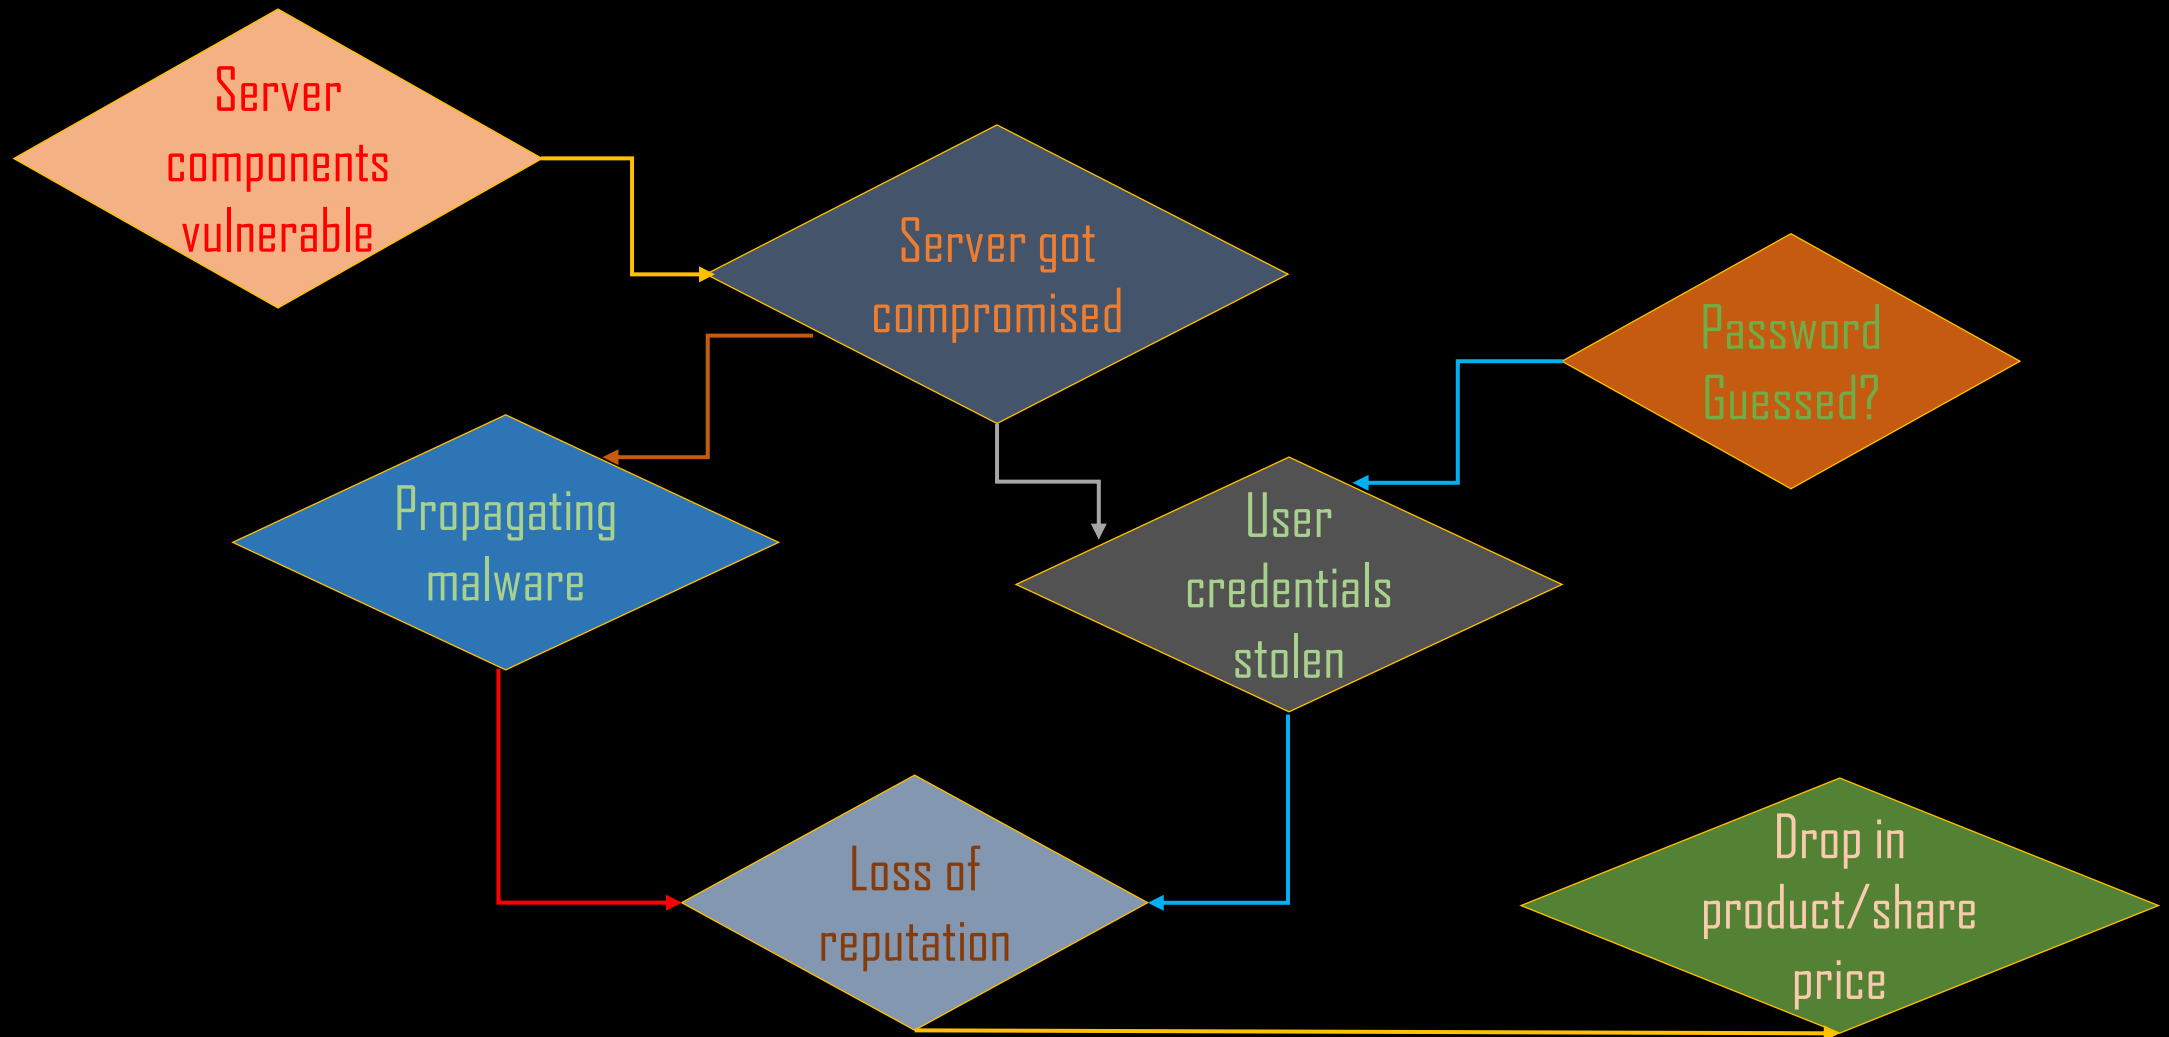 Server
components
vulnerable
Server got
compromised
Password
Guessed?
Propagating
malware
User
credentials
stolen
Loss of
reputation
Drop in
product/share
price